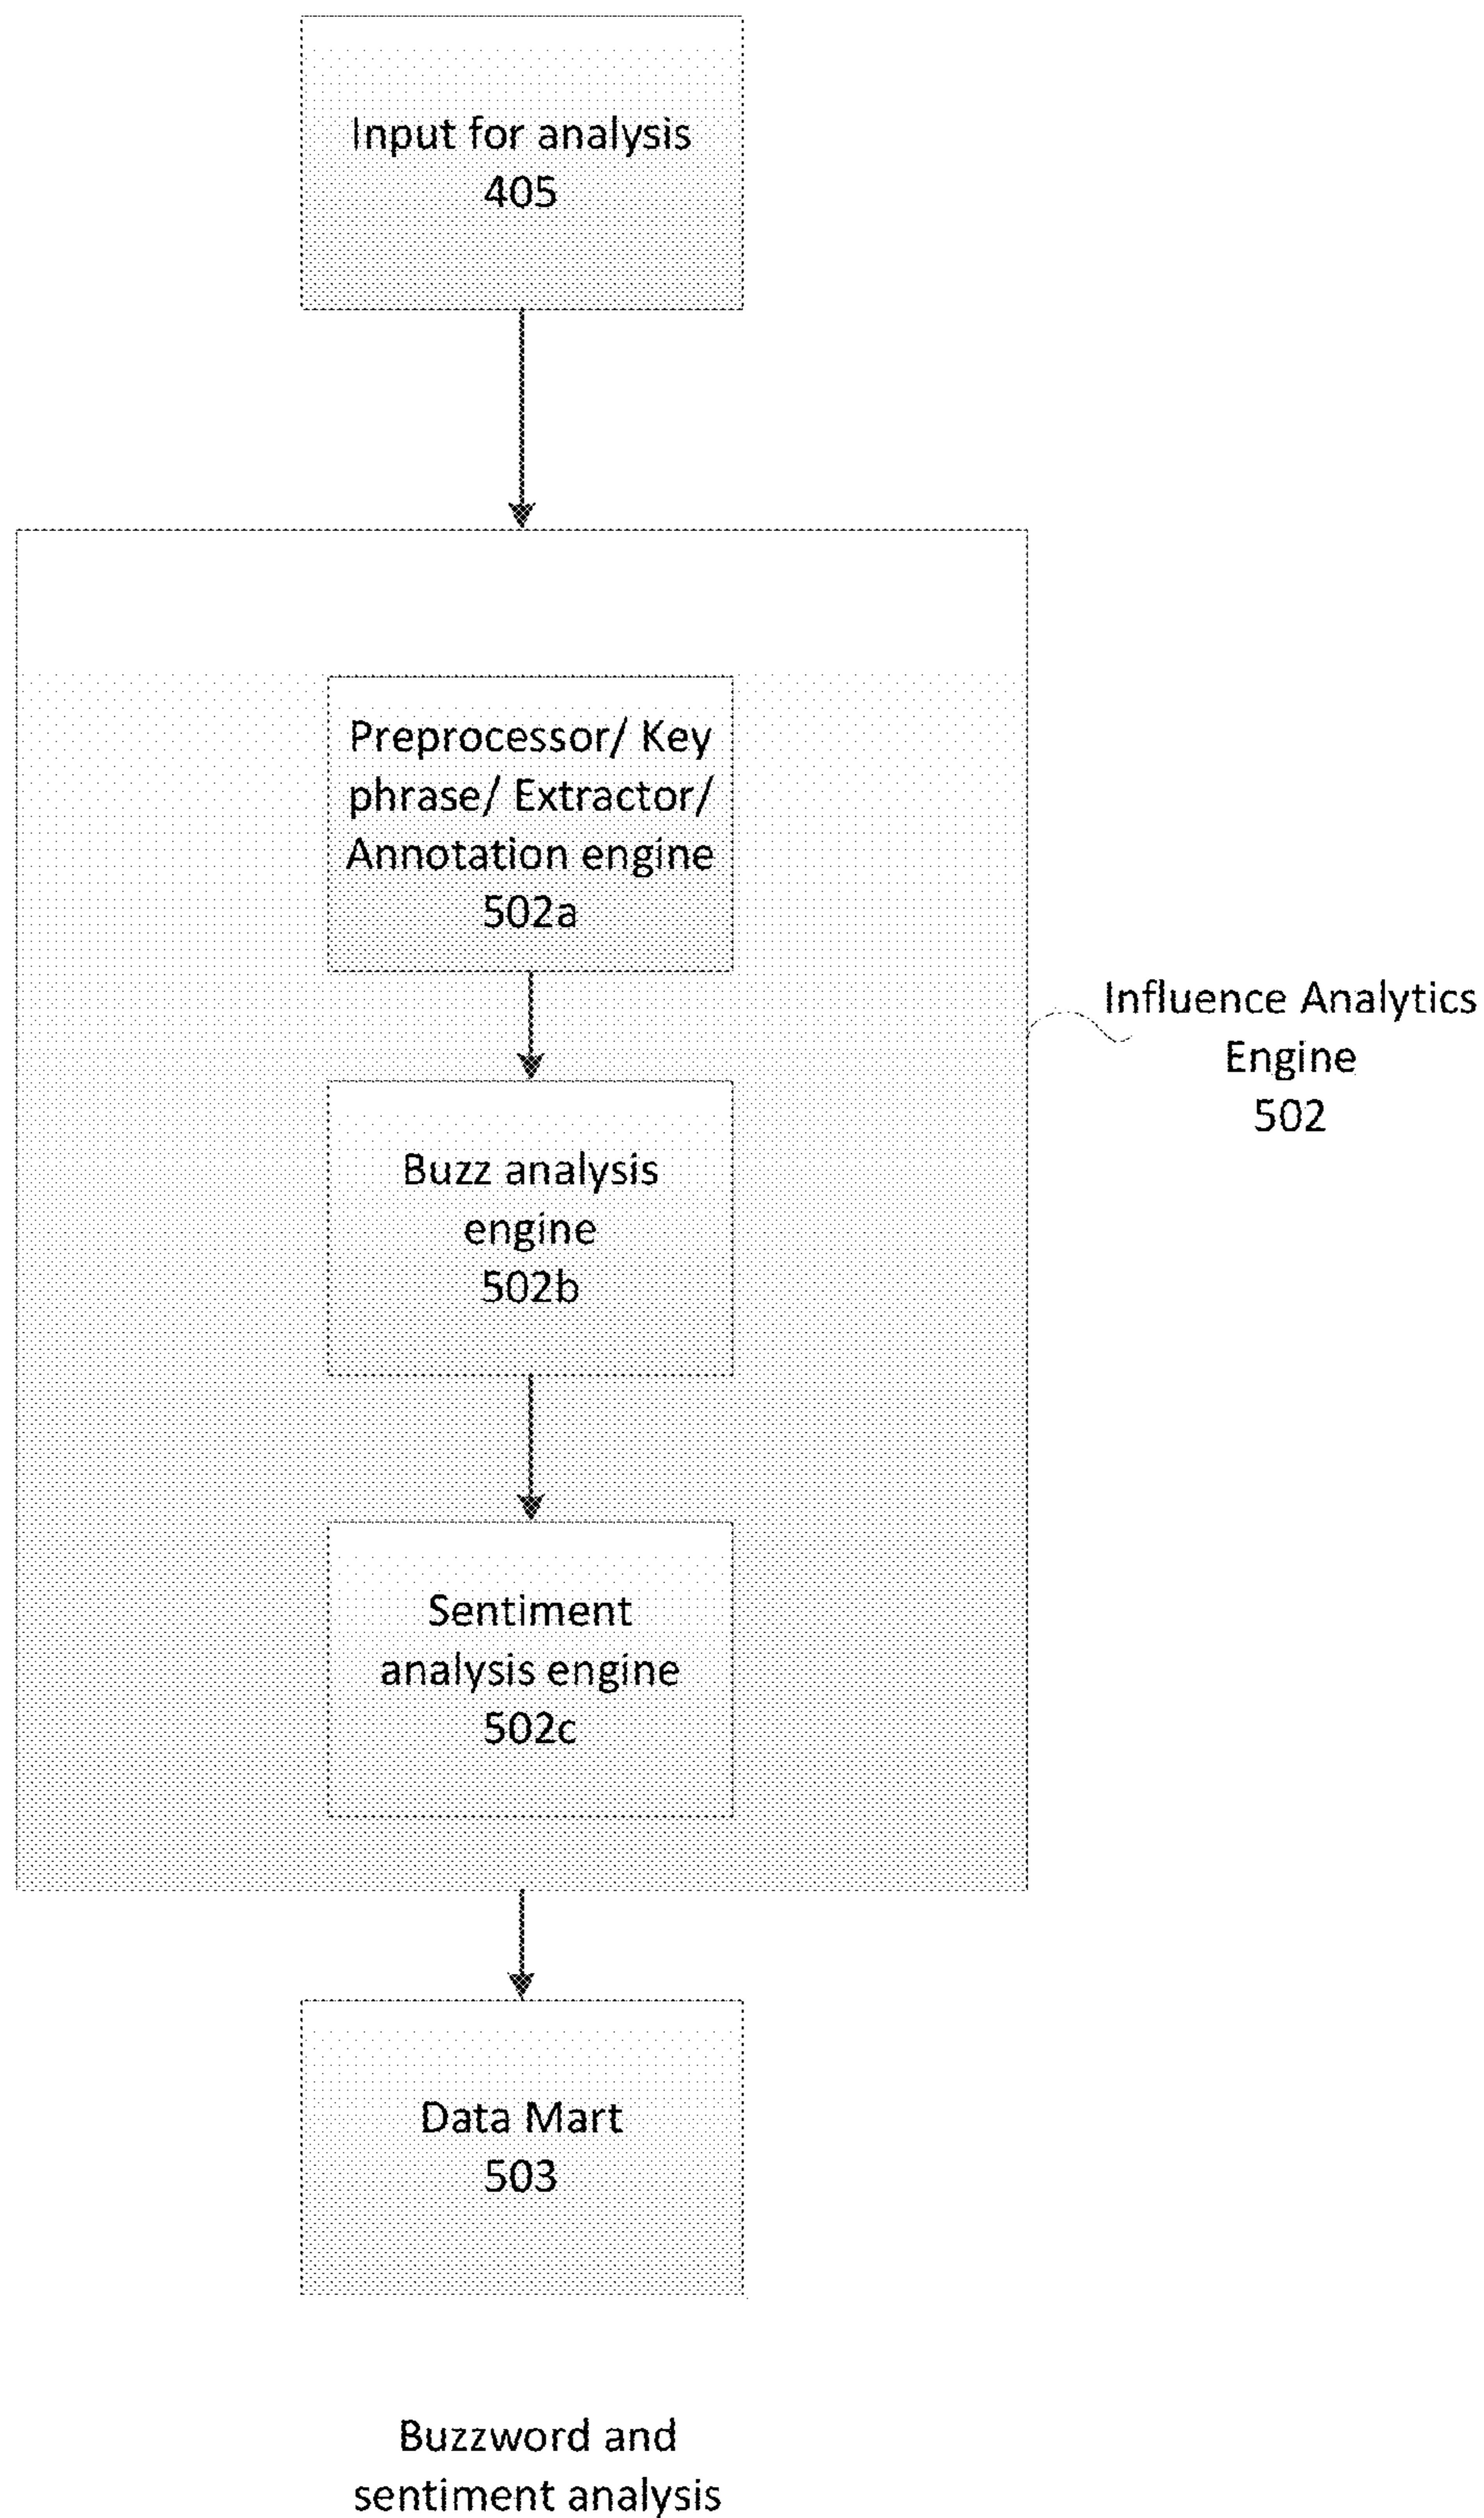 Input for analysis
405
Preprocessor/ Key
phrase/ Extractor/
Annotation engine
502a
Influence Analytics
Engine
502
Buzz analysis
engine
502b
Sentiment
analysis engine
502c
Data Mart
503
Buzzword and
sentiment analysis